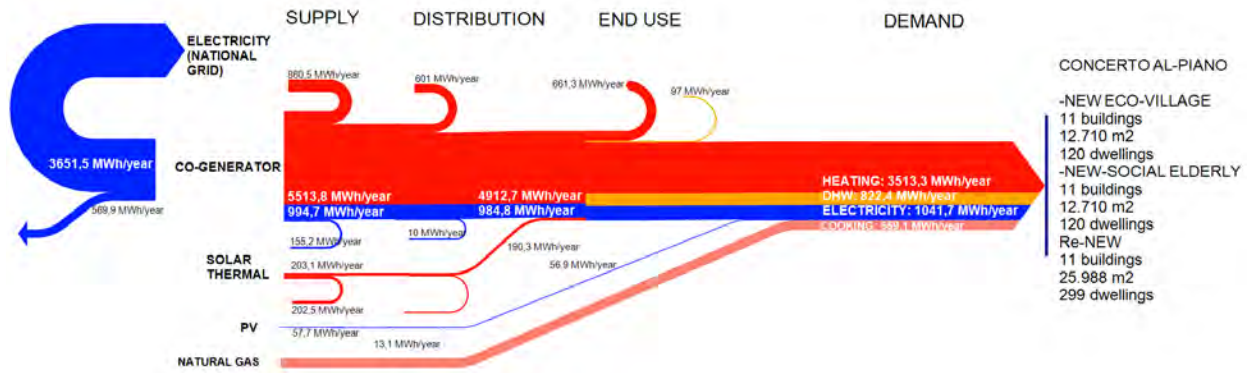 SUPPLY
DISTRIBUTION
END USE
DEMAND
ELECTRICITY
(NATIONAL
GRID)
860,5 MWh/year
601 MWh/year
661,3 MWh/year
97 MWh/year
CONCERTO AL-PIANO
-NEW ECO-VILLAGE
11 buildings
12.710 m2
120 dwellings
-NEW-SOCIAL ELDERLY
11 buildings
12.710 m2
120 dwellings
Re-NEW
11 buildings
25.988 m2
299 dwellings
3651,5 MWh/year
569,9 MWh/year
CO-GENERATOR
5513,8 MWh/year
4912,7 MWh/year
994,7 MWh/year
984,8 MWh/year
HEATING: 3513,3 MWh/year
DHW: 822,4 MWh/year
ELECTRICITY: 1041,7 MWh/year
COOKING: 559,1 MWh/year
155,2 MWh/year
10 MWh/year
190,3 MWh/year
56,9 MWh/year
SOLAR
THERMAL
203,1 MWh/year
202,5 MWh/year
PV
57,7 MWh/year
13,1 MWh/year
NATURAL GAS